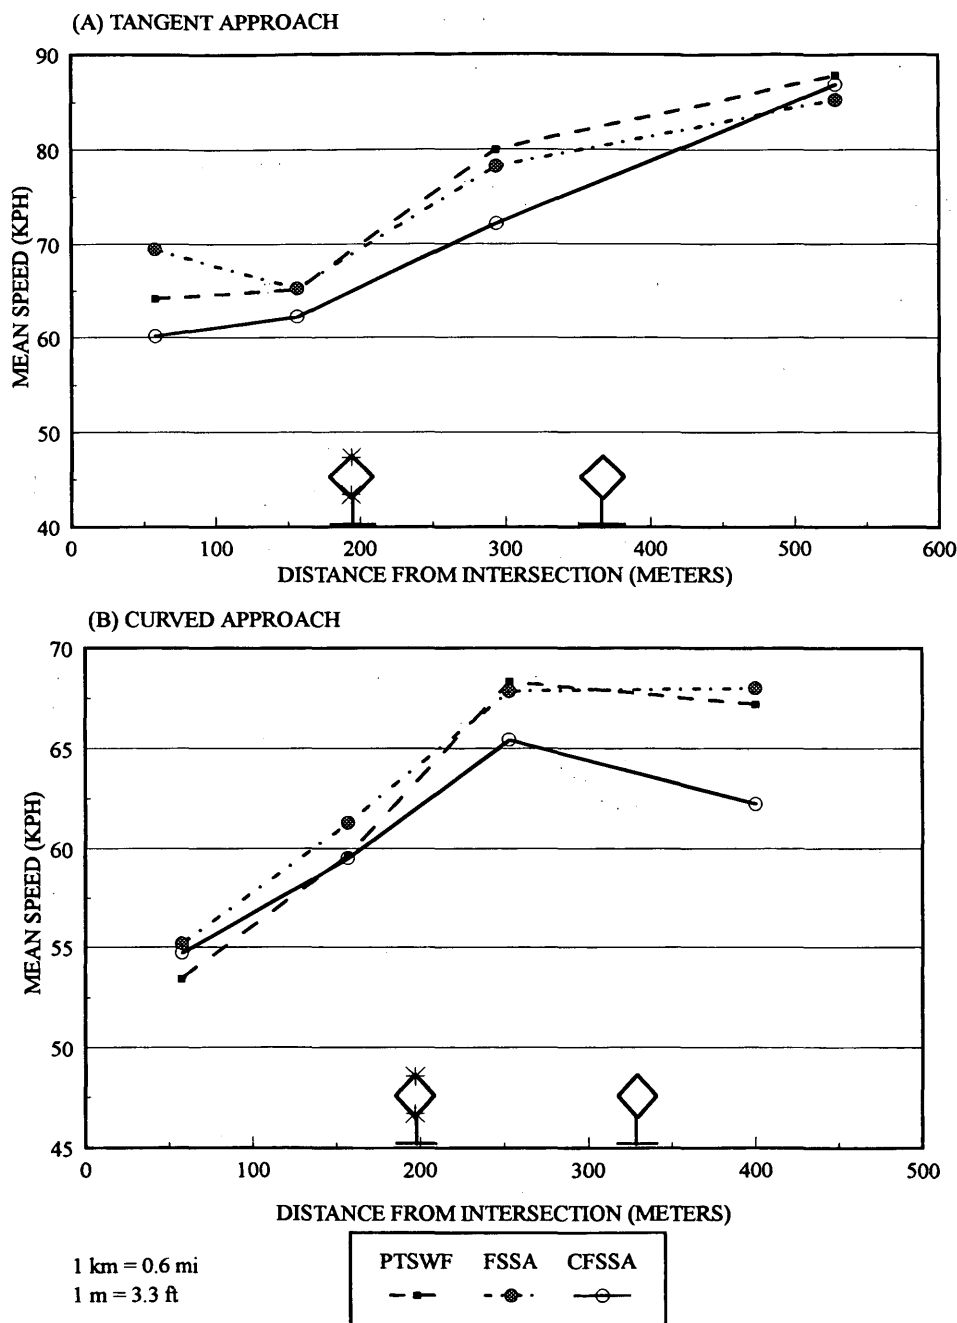 (A) TANGENT APPROACH
90
80
70
60
50
40
MEAN SPEED (KPH)
0 100 200 300 400 500 600
DISTANCE FROM INTERSECTION (METERS)
(B) CURVED APPROACH
70
65
60
55
50
45
MEAN SPEED (KPH)
0 100 200 300 400 500
DISTANCE FROM INTERSECTION (METERS)
1 km = 0.6 mi
1 m = 3.3 ft
PTSWF FSSA CFSSA